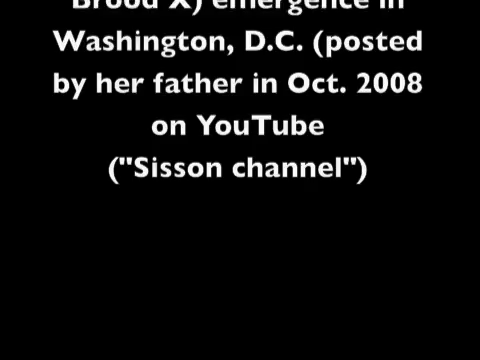 Brood X) emergence in
Washington, D.C. (posted
by her father in Oct. 2008
on YouTube
("Sisson channel")